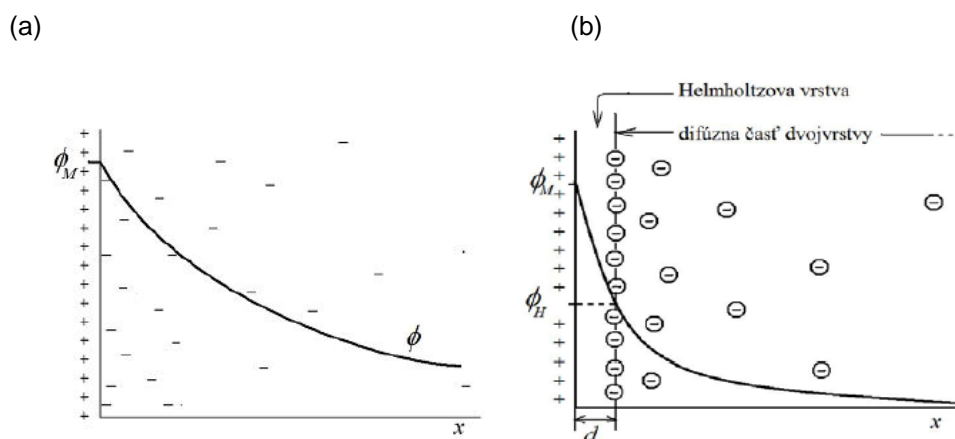 (a)
(b)
Helmholtzova vrstva
difúzna časť dvojvrstvy
ϕM
ϕ
x
ϕM
ϕH
d
x